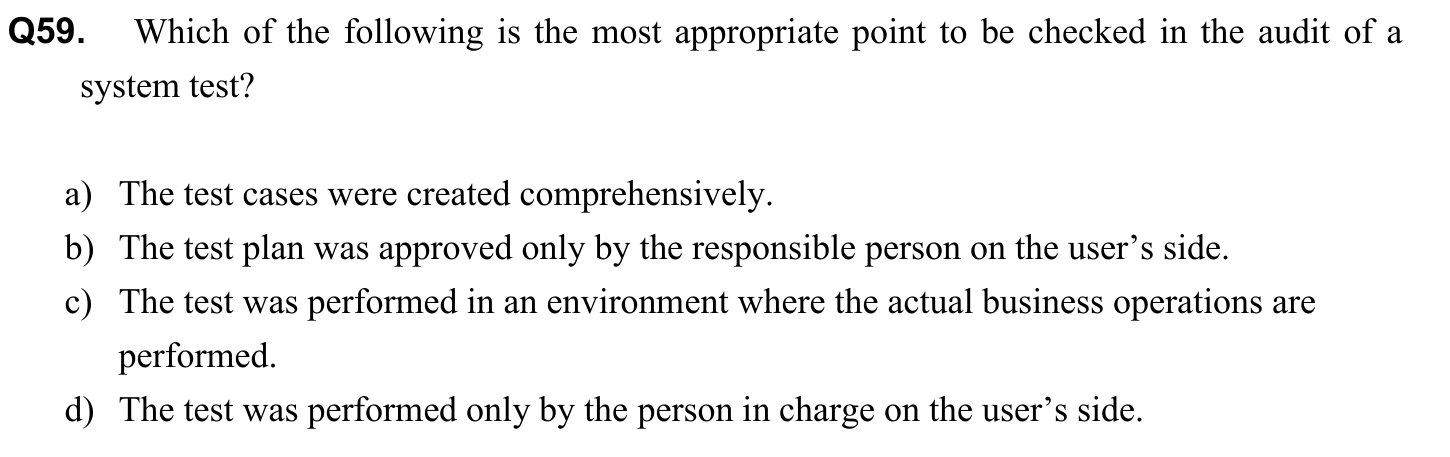 Q59. Which of the following is the most appropriate point to be checked in the audit of a
system test?
a) The test cases were created comprehensively.
b) The test plan was approved only by the responsible person on the user’s side.
c) The test was performed in an environment where the actual business operations are
performed.
d) The test was performed only by the person in charge on the user’s side.